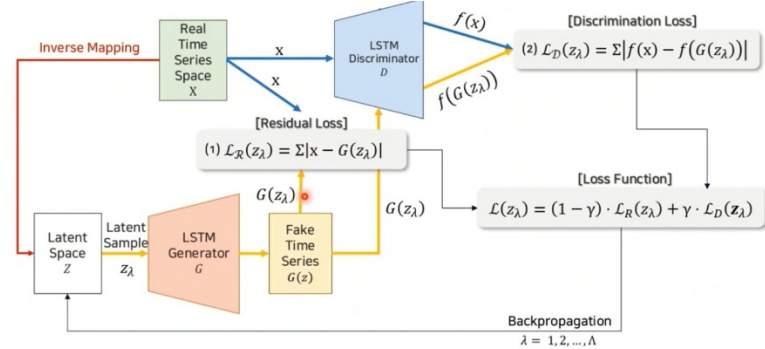 Inverse Mapping
Real
Time
Series
Space
X
x
x
LSTM
Discriminator
D
f(x)
f(G(z_λ))
[Discrimination Loss]
(2) ℒ_𝒟(z_λ) = Σ|f(x) − f(G(z_λ))|
[Residual Loss]
(1) ℒ_ℛ(z_λ) = Σ|x − G(z_λ)|
[Loss Function]
ℒ(z_λ) = (1 − γ) · ℒ_R(z_λ) + γ · ℒ_D(𝐳_λ)
G(z_λ)
G(z_λ)
Latent
Space
Z
Latent
Sample
z_λ
LSTM
Generator
G
Fake
Time
Series
G(z)
Backpropagation
λ = 1, 2, ..., Λ